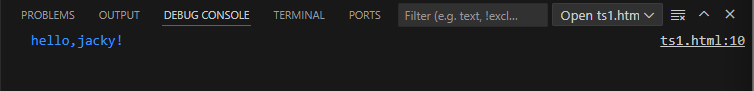 PROBLEMS OUTPUT DEBUG CONSOLE TERMINAL PORTS Filter (e.g. text, !excl... Open ts1.htm
hello,jacky! ts1.html:10